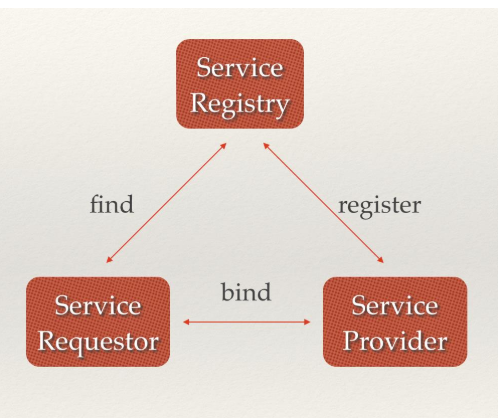 Service
Registry
find
register
bind
Service
Requestor
Service
Provider